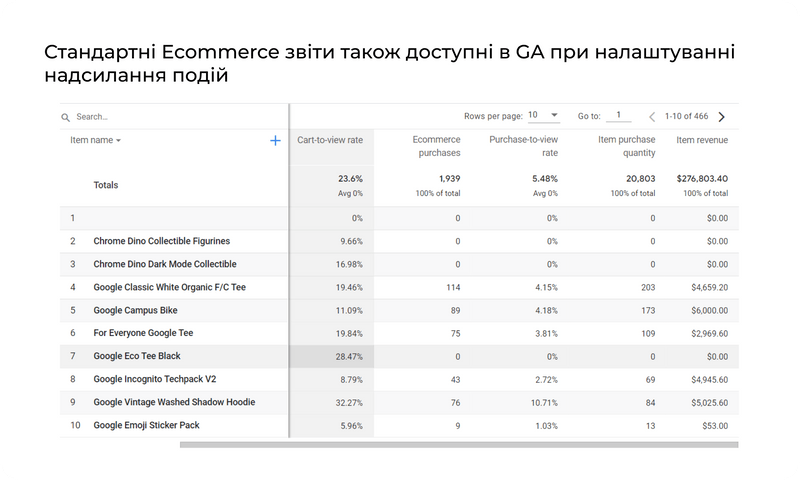 Стандартні Ecommerce звіти також доступні в GA при налаштуванні
надсилання подій
Search...
Rows per page: 10 Go to: 1 1-10 of 466
Item name + Cart-to-view rate Ecommerce purchases Purchase-to-view rate Item purchase quantity Item revenue
Totals 23.6% 1,939 5.48% 20,803 $276,803.40
Avg 0% 100% of total Avg 0% 100% of total 100% of total
1 0% 0 0% 0 $0.00
2 Chrome Dino Collectible Figurines 9.66% 0 0% 0 $0.00
3 Chrome Dino Dark Mode Collectible 16.98% 0 0% 0 $0.00
4 Google Classic White Organic F/C Tee 19.46% 114 4.15% 203 $4,659.20
5 Google Campus Bike 11.09% 89 4.18% 173 $6,000.00
6 For Everyone Google Tee 19.84% 75 3.81% 109 $2,969.60
7 Google Eco Tee Black 28.47% 0 0% 0 $0.00
8 Google Incognito Techpack V2 8.79% 43 2.72% 69 $4,945.60
9 Google Vintage Washed Shadow Hoodie 32.27% 76 10.71% 84 $5,025.60
10 Google Emoji Sticker Pack 5.96% 9 1.03% 13 $53.00